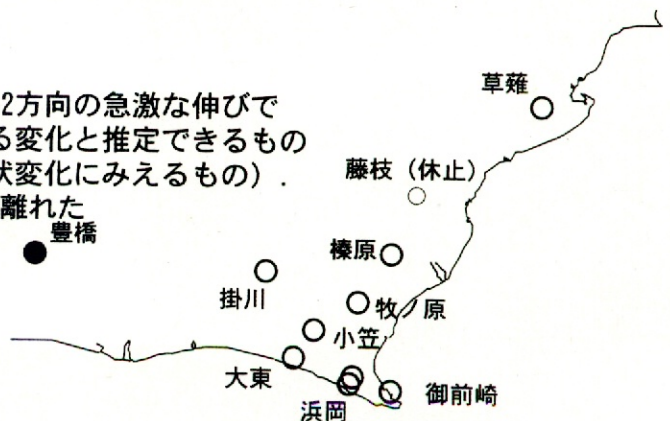 2方向の急激な伸びで
る変化と推定できるもの
状変化にみえるもの）．
離れた
草薙
藤枝（休止）
豊橋
榛原
掛川
牧ノ原
小笠
大東
御前崎
浜岡